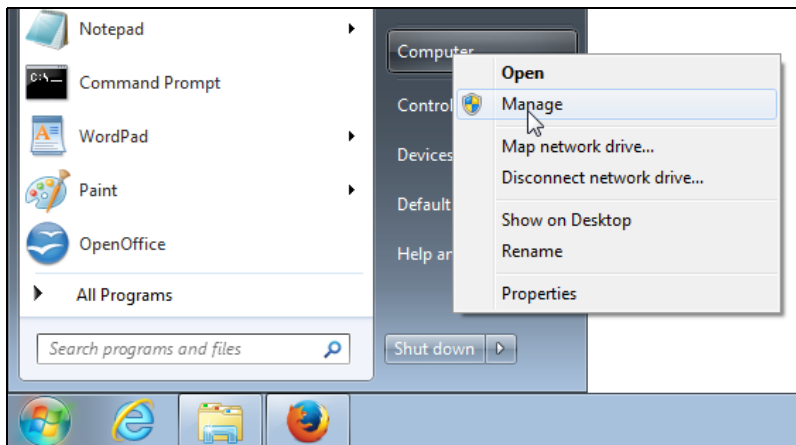 Notepad
C:\
Command Prompt
WordPad
Paint
OpenOffice
All Programs
Search programs and files
Computer
Control
Devices
Default
Help an
Shut down
Open
Manage
Map network drive...
Disconnect network drive...
Show on Desktop
Rename
Properties